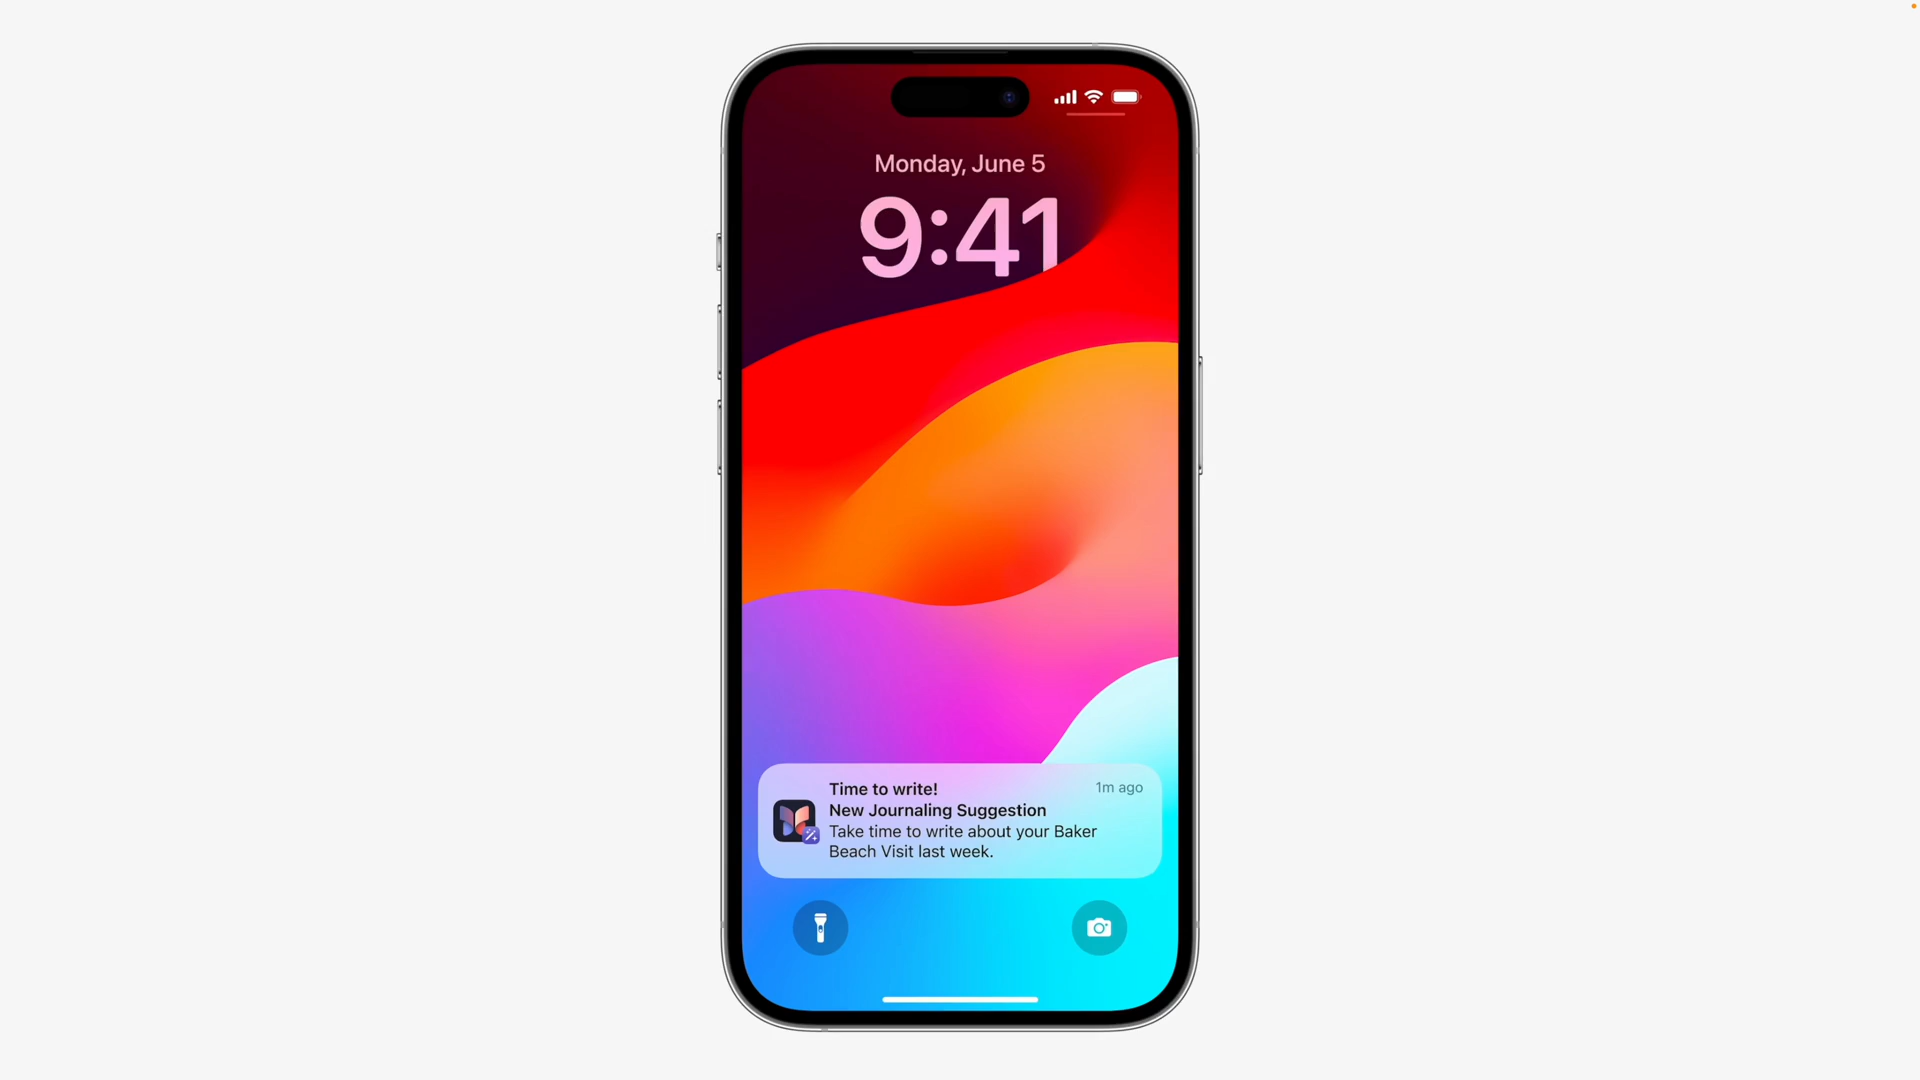 Monday, June 5
9:41
Time to write!
1m ago
New Journaling Suggestion
Take time to write about your Baker
Beach Visit last week.